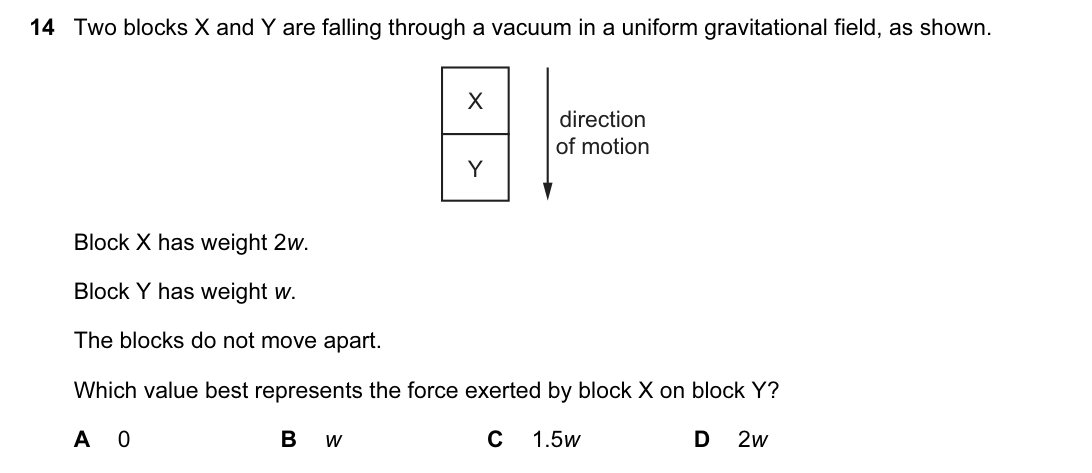 14 Two blocks X and Y are falling through a vacuum in a uniform gravitational field, as shown.
X
direction
of motion
Y
Block X has weight 2w.
Block Y has weight w.
The blocks do not move apart.
Which value best represents the force exerted by block X on block Y?
A 0 B w C 1.5w D 2w